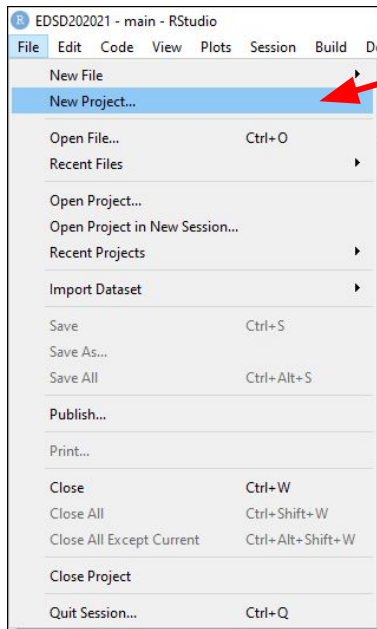 R EDSD202021 - main - RStudio
File Edit Code View Plots Session Build
New File
New Project...
Open File... Ctrl+O
Recent Files
Open Project...
Open Project in New Session...
Recent Projects
Import Dataset
Save Ctrl+S
Save As...
Save All Ctrl+Alt+S
Publish...
Print...
Close Ctrl+W
Close All Ctrl+Shift+W
Close All Except Current Ctrl+Alt+Shift+W
Close Project
Quit Session... Ctrl+Q